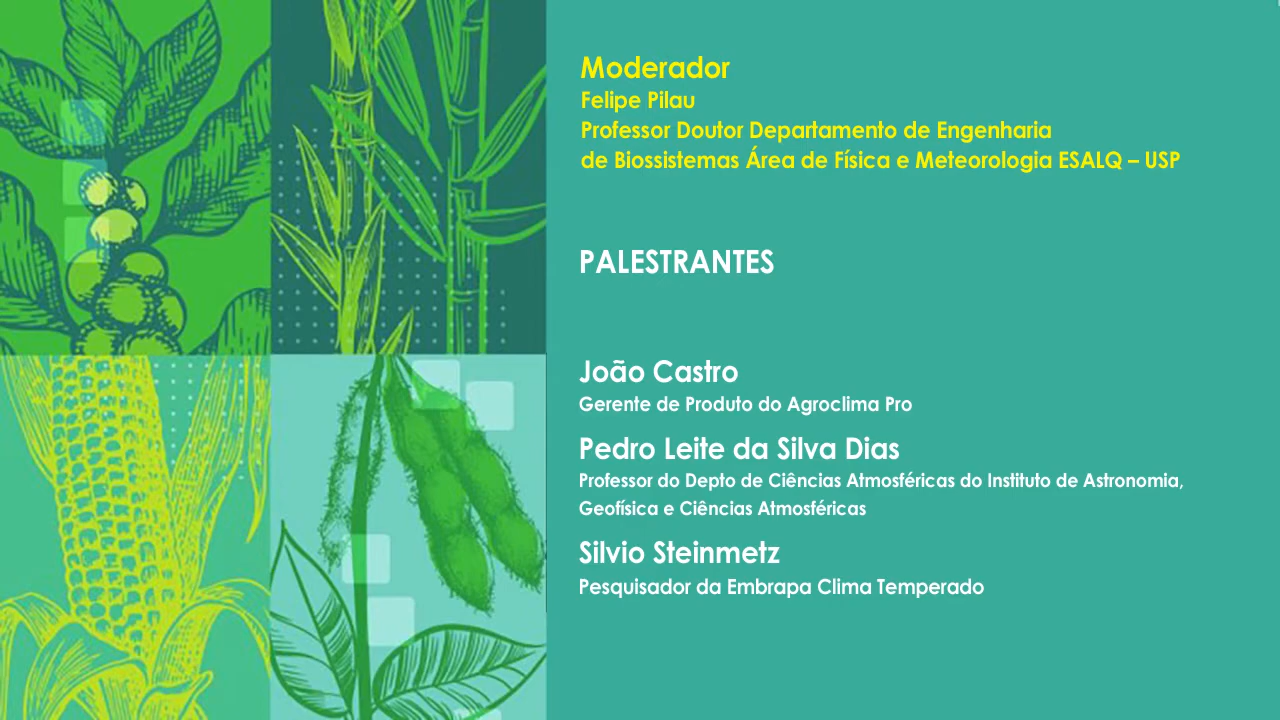 Moderador
Felipe Pilau
Professor Doutor Departamento de Engenharia
de Biossistemas Área de Física e Meteorologia ESALQ – USP
PALESTRANTES
João Castro
Gerente de Produto do Agroclima Pro
Pedro Leite da Silva Dias
Professor do Depto de Ciências Atmosféricas do Instituto de Astronomia,
Geofísica e Ciências Atmosféricas
Silvio Steinmetz
Pesquisador da Embrapa Clima Temperado